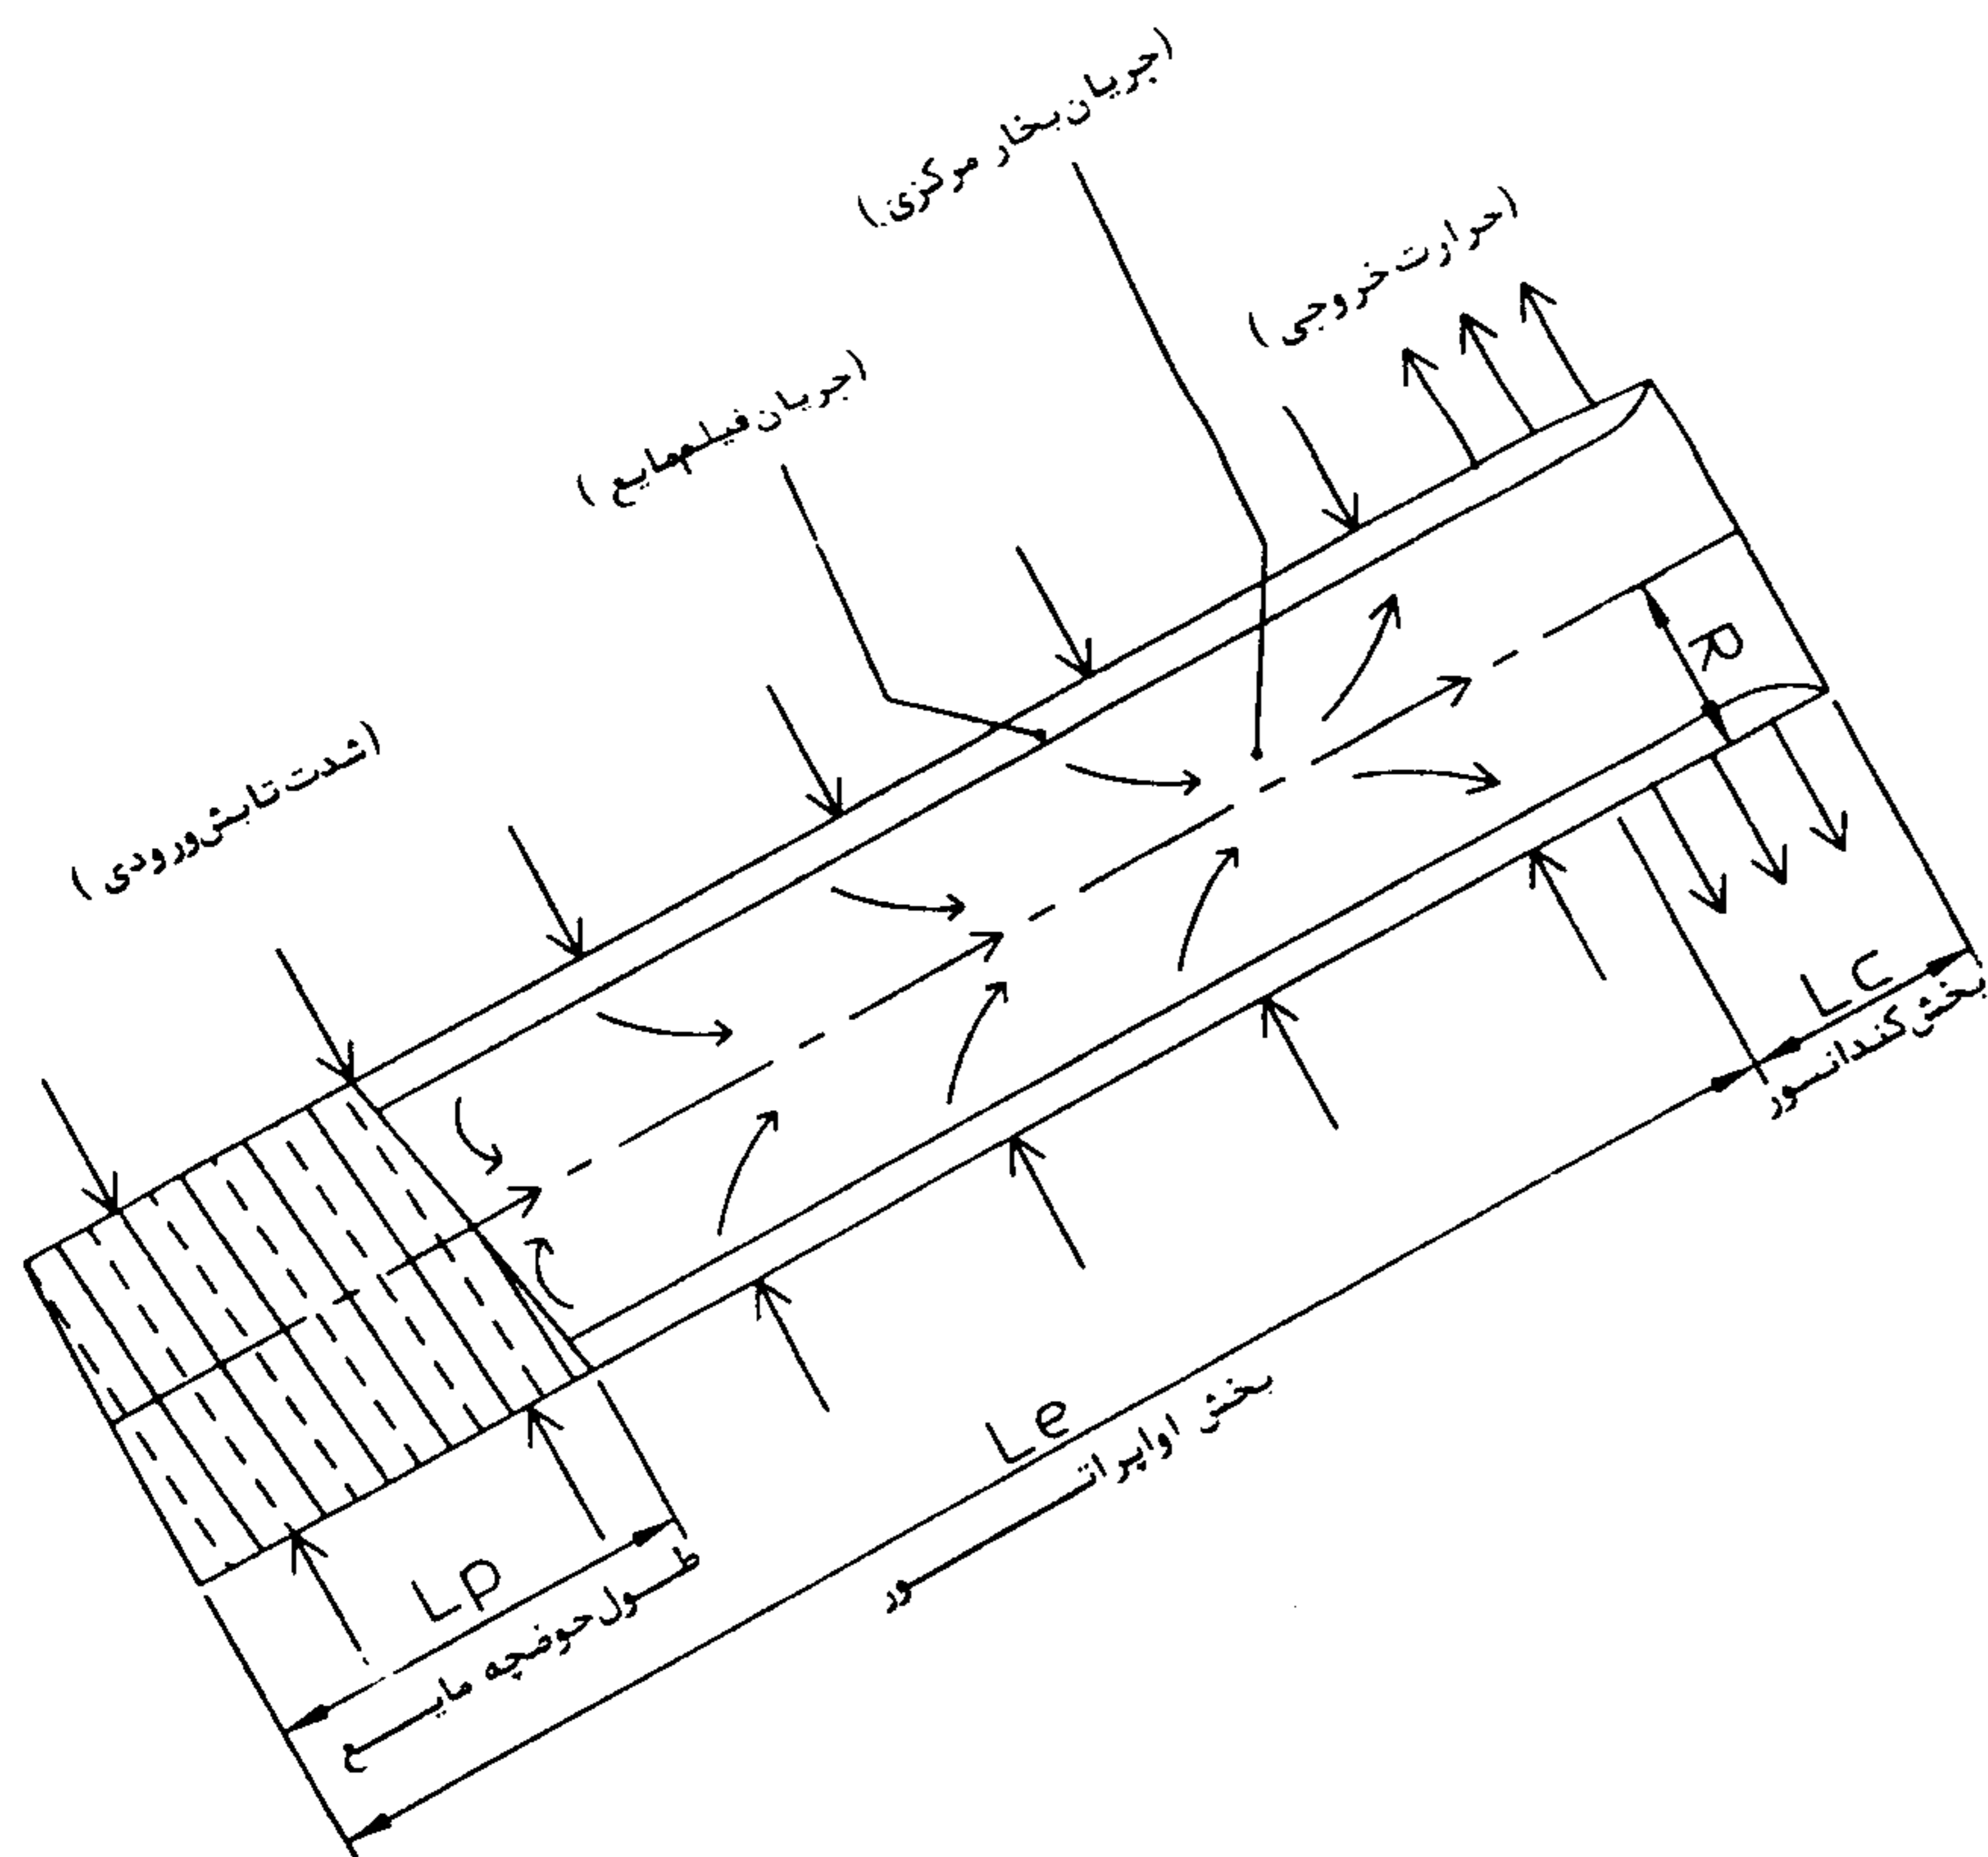 (جریان بخار مرکزی)
(حرارت خروجی)
(جریان فیلم مایع)
(شدت تابش ورودی)
R
Lc
بخش کندانسور
Le
بخش اواپراتور
Lp
طول حوضچه مایع